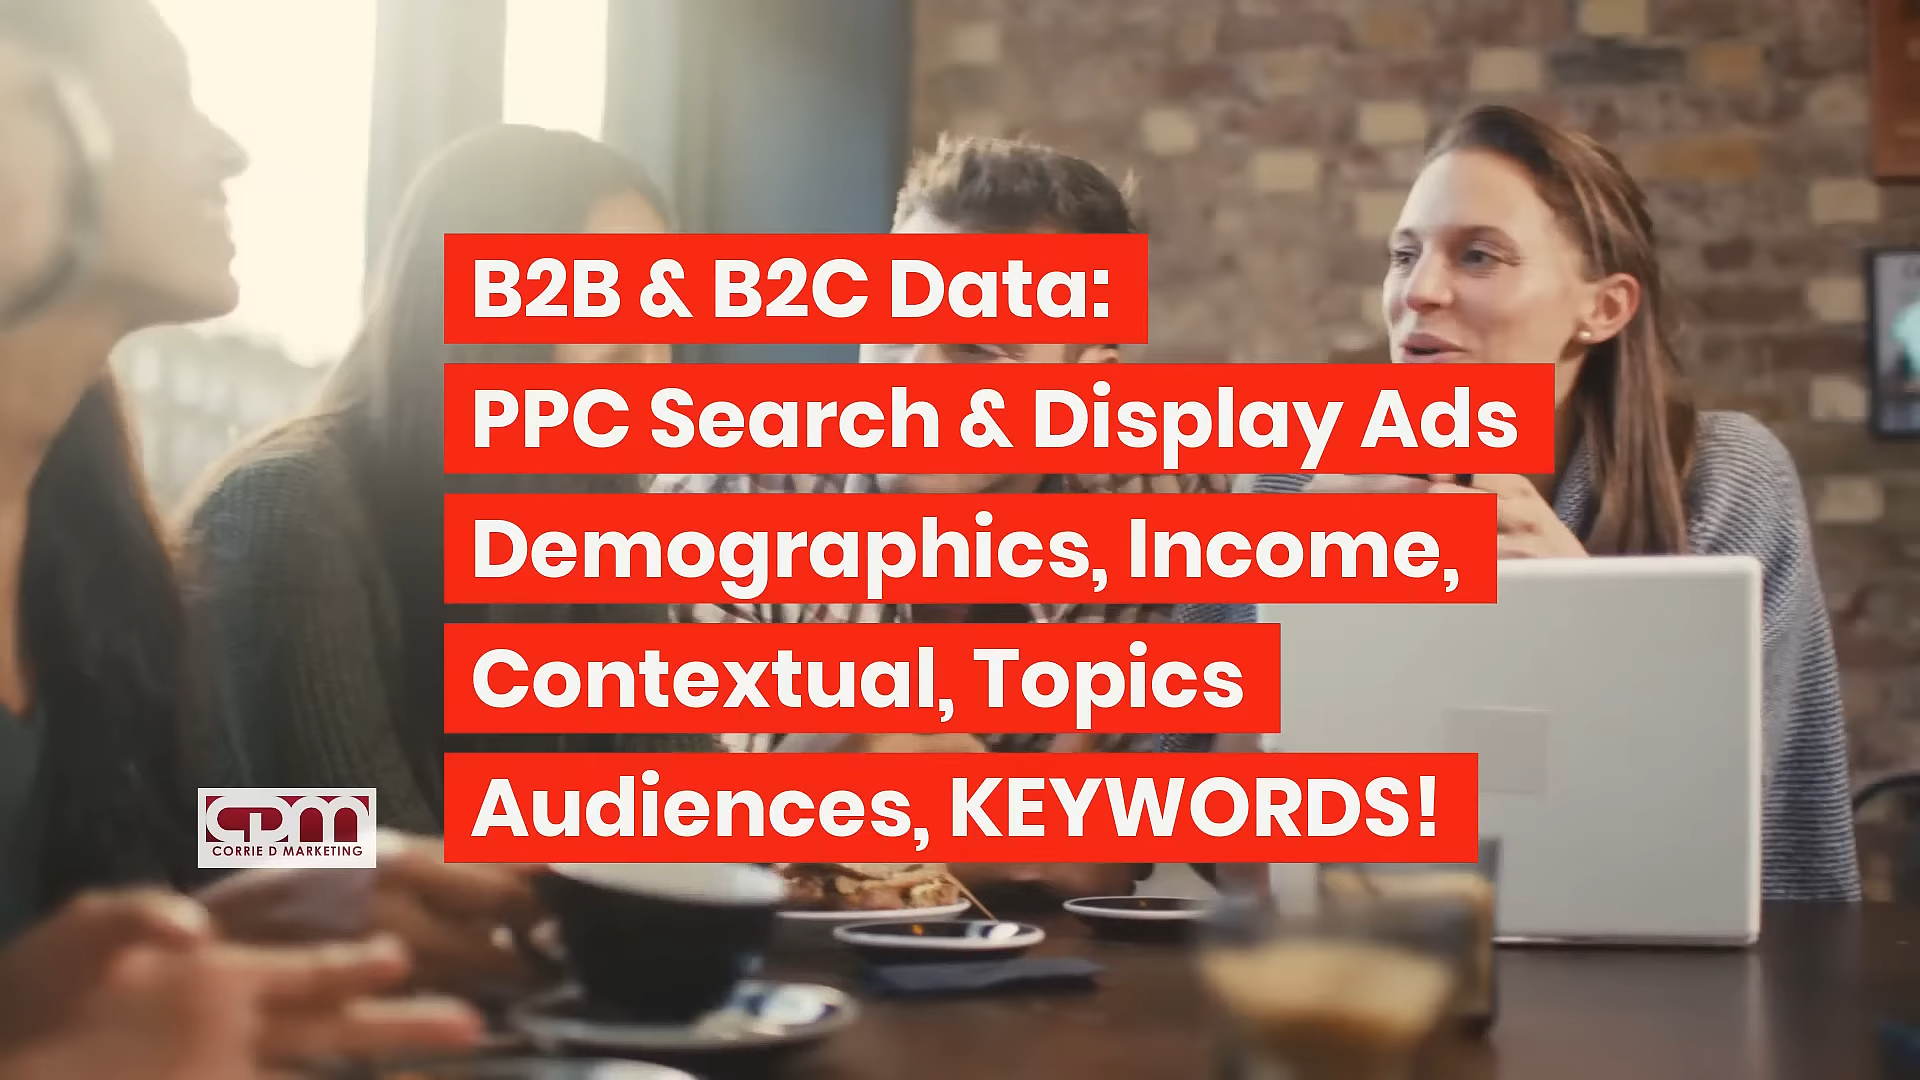 B2B & B2C Data:
PPC Search & Display Ads
Demographics, Income,
Contextual, Topics
Audiences, KEYWORDS!
CDM
CORRIE D MARKETING